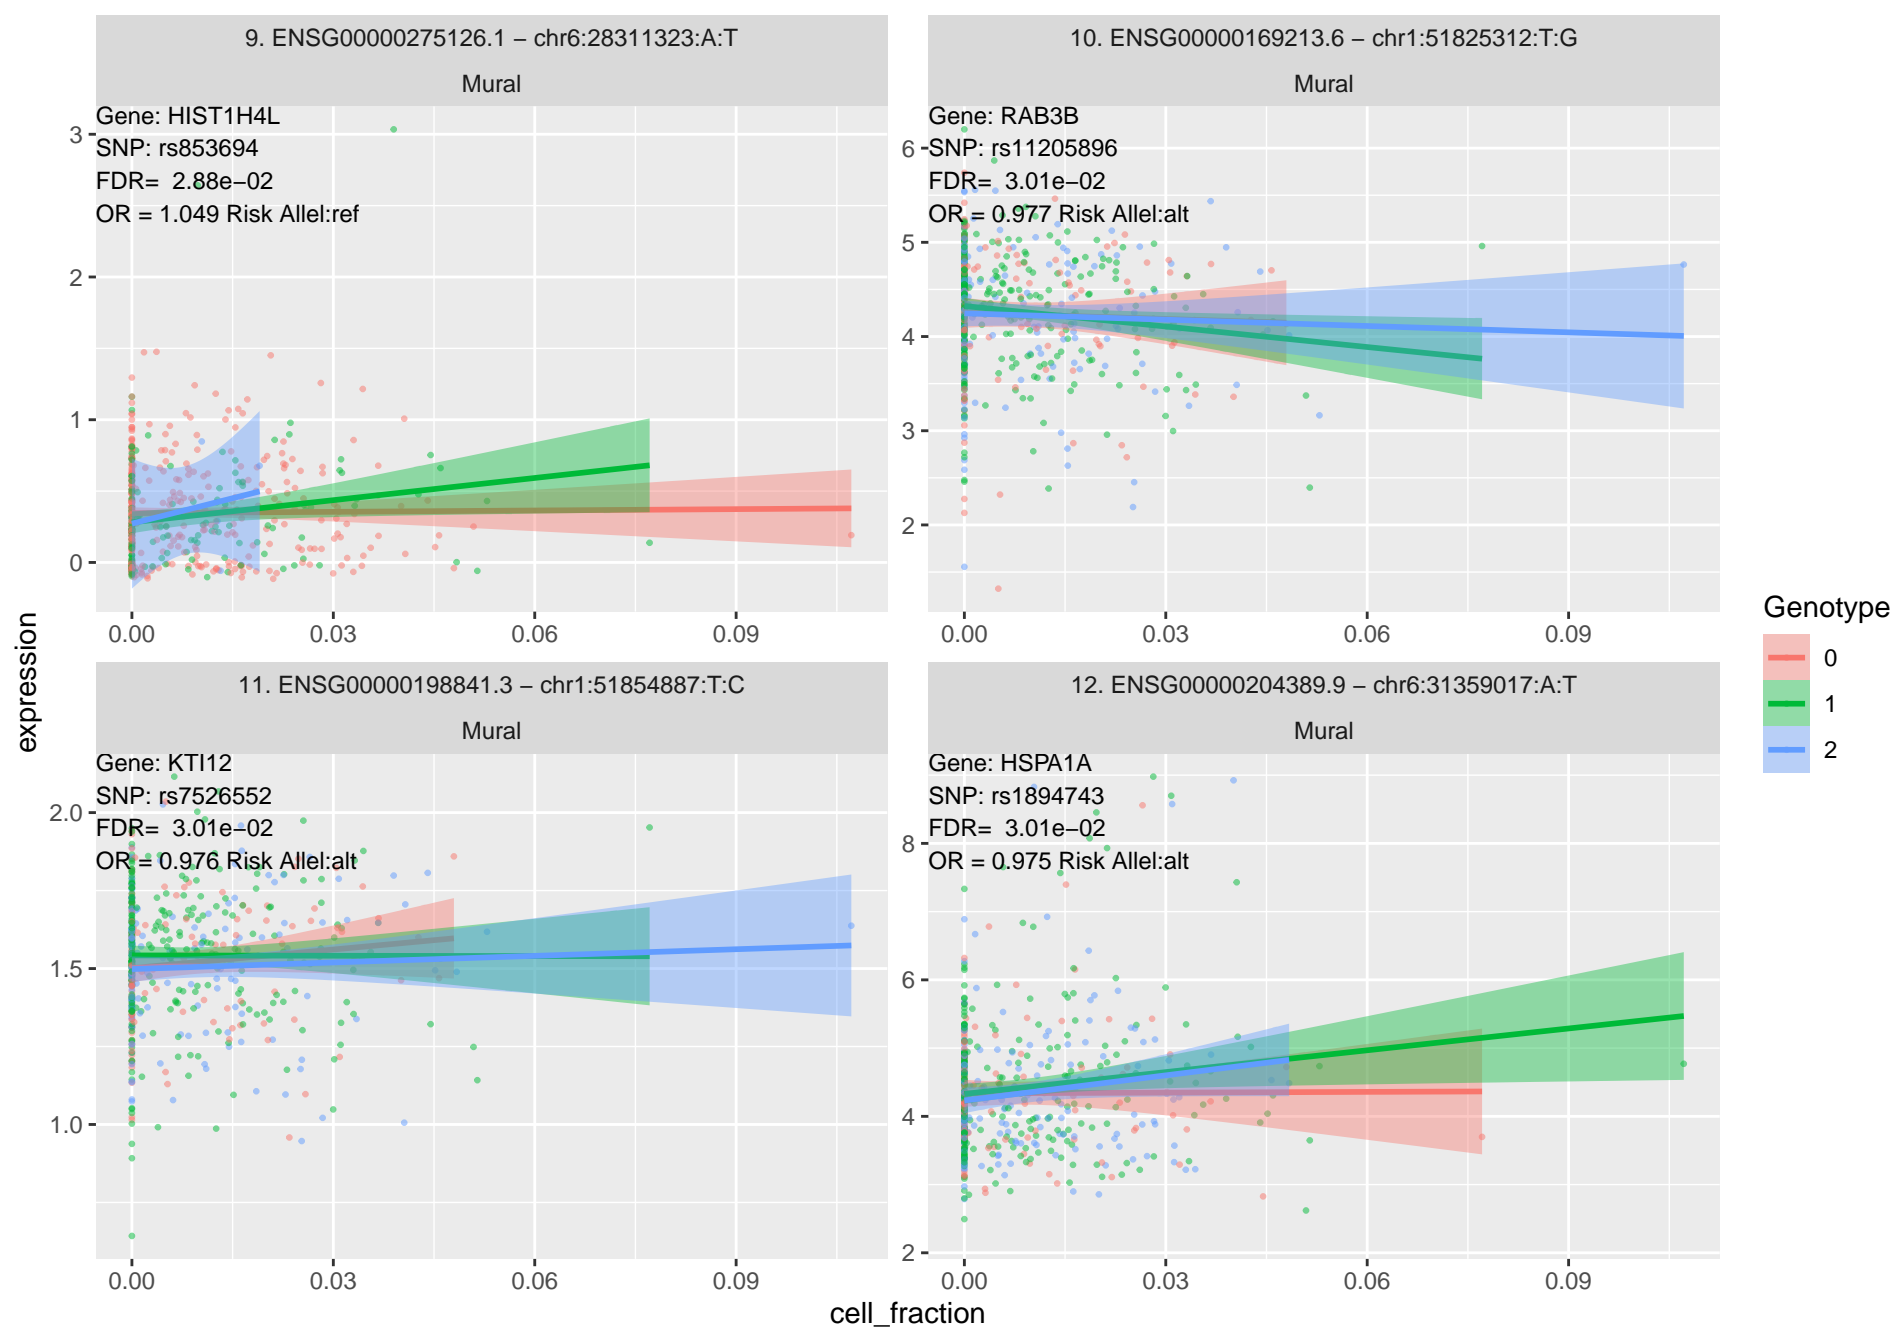 9. ENSG00000275126.1 – chr6:28311323:A:T
Mural
Gene: HIST1H4L
SNP: rs853694
FDR= 2.88e−02
OR = 1.049 Risk Allel:ref
3
2
1
0
0.00 0.03 0.06 0.09
10. ENSG00000169213.6 – chr1:51825312:T:G
Mural
Gene: RAB3B
SNP: rs11205896
FDR= 3.01e−02
OR = 0.977 Risk Allel:alt
6
5
4
3
2
0.00 0.03 0.06 0.09
11. ENSG00000198841.3 – chr1:51854887:T:C
Mural
Gene: KTI12
SNP: rs7526552
FDR= 3.01e−02
OR = 0.976 Risk Allel:alt
2.0
1.5
1.0
0.00 0.03 0.06 0.09
12. ENSG00000204389.9 – chr6:31359017:A:T
Mural
Gene: HSPA1A
SNP: rs1894743
FDR= 3.01e−02
OR = 0.975 Risk Allel:alt
8
6
4
2
0.00 0.03 0.06 0.09
expression
cell_fraction
Genotype
0
1
2